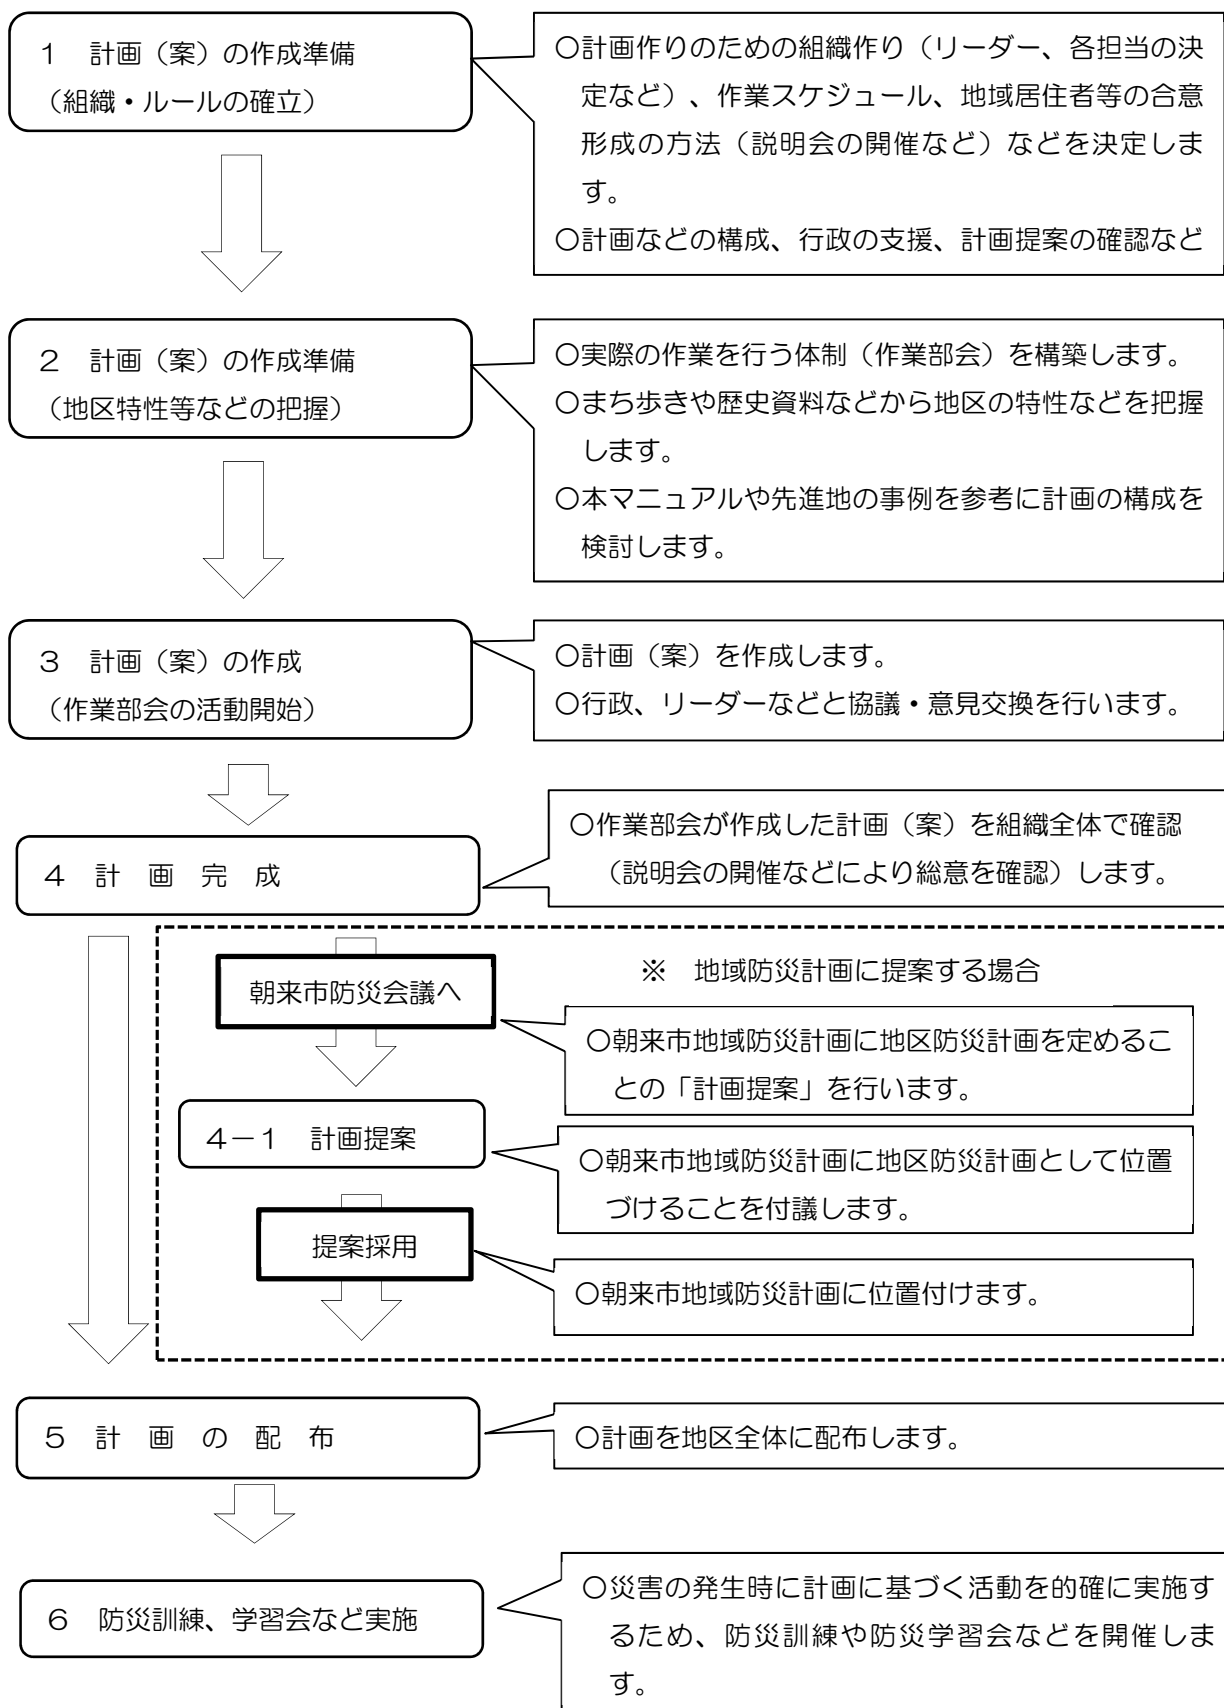 １　計画（案）の作成準備
（組織・ルールの確立）
〇計画作りのための組織作り（リーダー、各担当の決
定など）、作業スケジュール、地域居住者等の合意
形成の方法（説明会の開催など）などを決定しま
す。
〇計画などの構成、行政の支援、計画提案の確認など
２　計画（案）の作成準備
（地区特性等などの把握）
〇実際の作業を行う体制（作業部会）を構築します。
〇まち歩きや歴史資料などから地区の特性などを把握
します。
〇本マニュアルや先進地の事例を参考に計画の構成を
検討します。
３　計画（案）の作成
（作業部会の活動開始）
〇計画（案）を作成します。
〇行政、リーダーなどと協議・意見交換を行います。
４　計　画　完　成
〇作業部会が作成した計画（案）を組織全体で確認
（説明会の開催などにより総意を確認）します。
朝来市防災会議へ
※　地域防災計画に提案する場合
〇朝来市地域防災計画に地区防災計画を定めるこ
との「計画提案」を行います。
４－１　計画提案
〇朝来市地域防災計画に地区防災計画として位置
づけることを付議します。
提案採用
〇朝来市地域防災計画に位置付けます。
５　計　画　の　配　布
〇計画を地区全体に配布します。
６　防災訓練、学習会など実施
〇災害の発生時に計画に基づく活動を的確に実施す
るため、防災訓練や防災学習会などを開催しま
す。